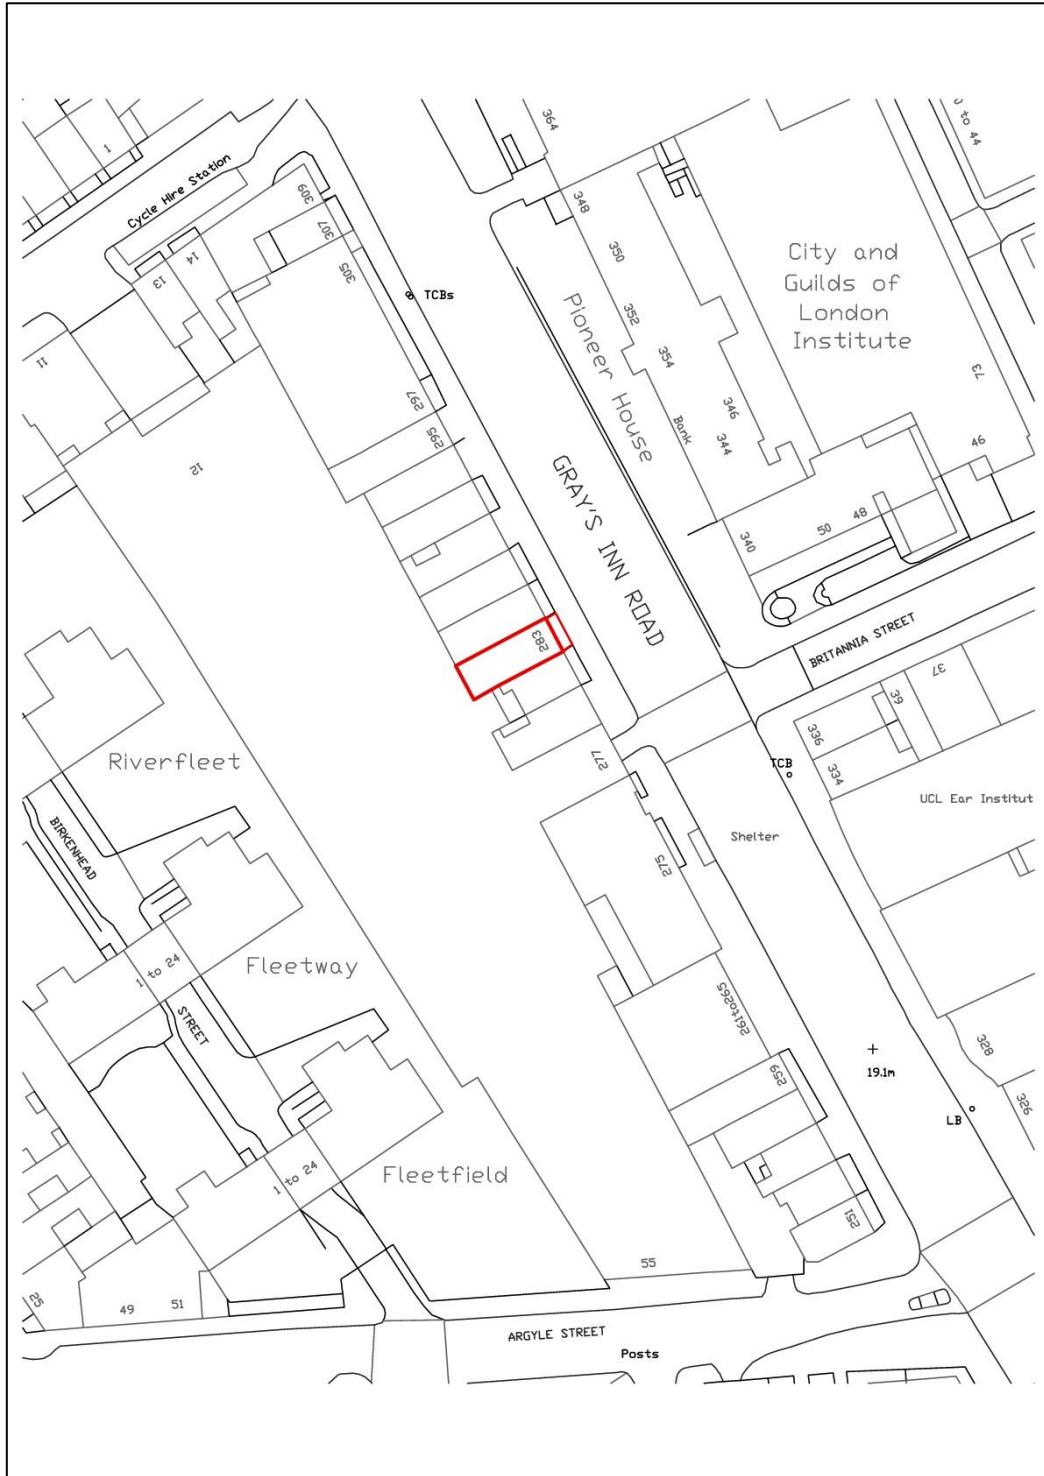 364
0 to 44
1
Cycle Hire Station
309
307
305
14
13
TCBs
348
350
352
354
346
344
Bank
Pioneer House
City and
Guilds of
London
Institute
73
46
11
12
297
295
GRAY'S INN ROAD
340
50
48
283
BRITANNIA STREET
37
39
336
334
TCB
UCL Ear Institut
Riverfleet
277
Shelter
275
BIRKENHEAD
STREET
1 to 24
Fleetway
261to265
259
19.1m
328
326
LB
1 to 24
Fleetfield
251
55
25
49
51
ARGYLE STREET
Posts